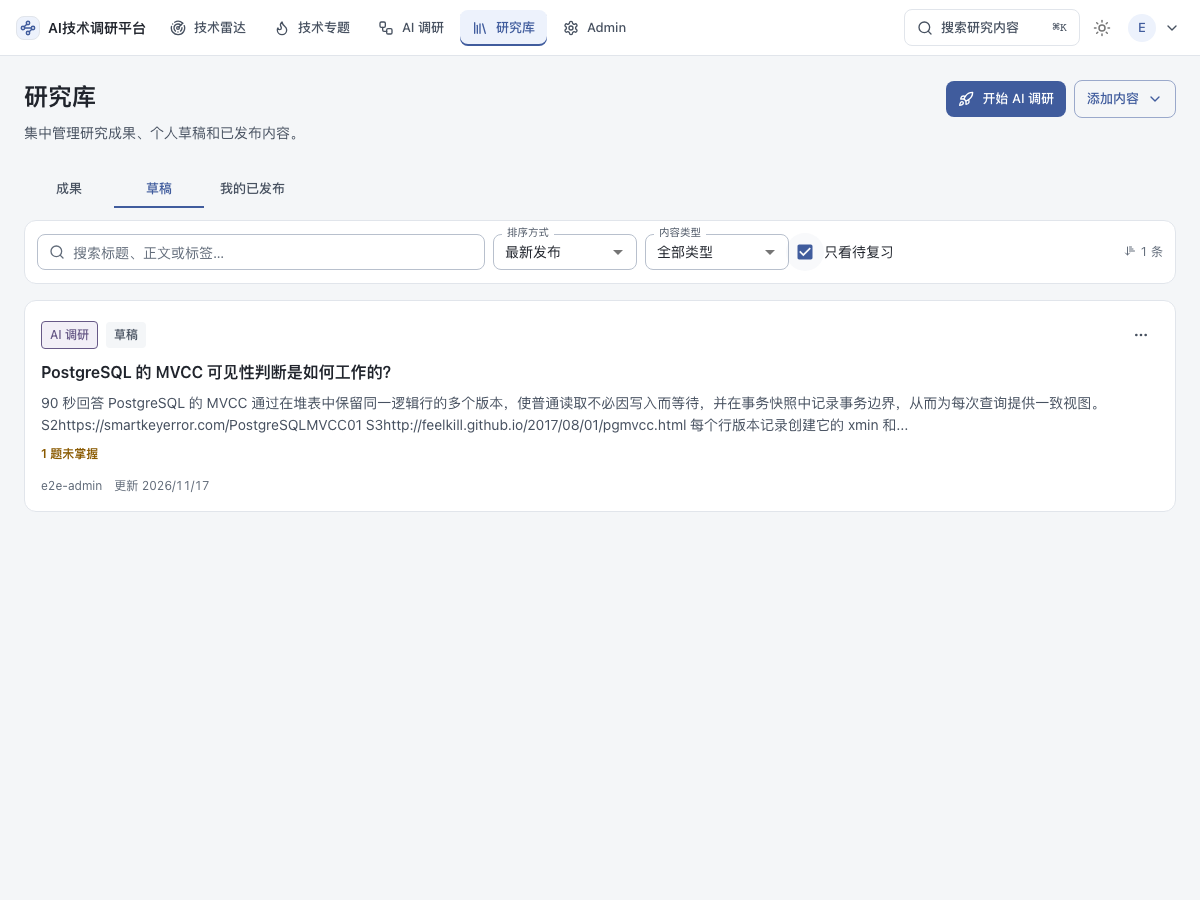 AI技术调研平台
技术雷达
技术专题
AI 调研
研究库
Admin
搜索研究内容
⌘K
E
研究库
集中管理研究成果、个人草稿和已发布内容。
开始 AI 调研
添加内容
成果
草稿
我的已发布
搜索标题、正文或标签...
排序方式
最新发布
内容类型
全部类型
只看待复习
1 条
AI 调研
草稿
PostgreSQL 的 MVCC 可见性判断是如何工作的?
90 秒回答 PostgreSQL 的 MVCC 通过在堆表中保留同一逻辑行的多个版本，使普通读取不必因写入而等待，并在事务快照中记录事务边界，从而为每次查询提供一致视图。
S2https://smartkeyerror.com/PostgreSQLMVCC01 S3http://feelkill.github.io/2017/08/01/pgmvcc.html 每个行版本记录创建它的 xmin 和...
1 题未掌握
e2e-admin 更新 2026/11/17